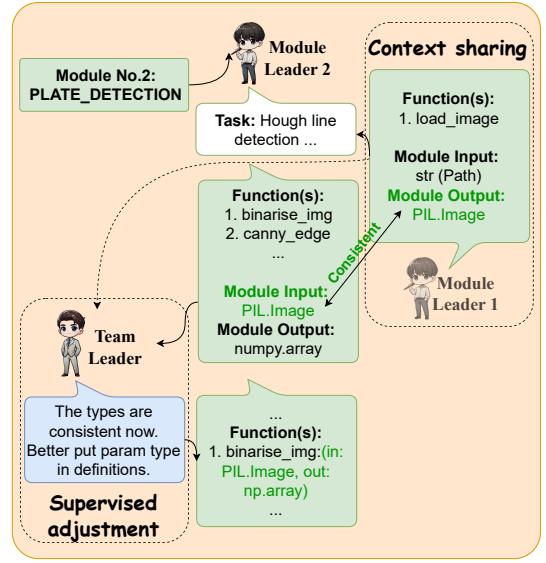 Module No.2:
PLATE_DETECTION
Module
Leader 2
Context sharing
Task: Hough line
detection ...
Function(s):
1. load_image
Module Input:
str (Path)
Module Output:
PIL.Image
Module
Leader 1
Function(s):
1. binarise_img
2. canny_edge
...
Module Input:
PIL.Image
Module Output:
numpy.array
Consistent
Team
Leader
The types are
consistent now.
Better put param type
in definitions.
Supervised
adjustment
...
Function(s):
1. binarise_img:(in:
PIL.Image, out:
np.array)
...